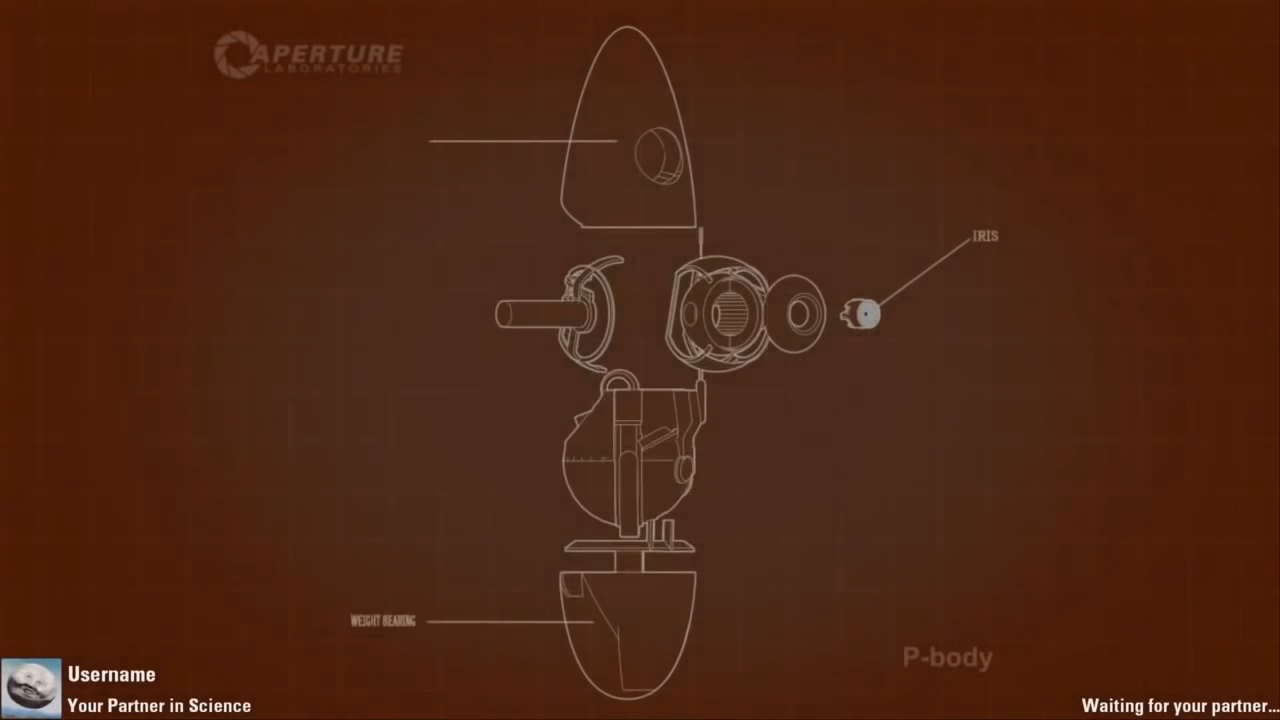 APERTURE
LABORATORIES
IRIS
WEIGHT BEARING
P-body
Username
Your Partner in Science
Waiting for your partner...